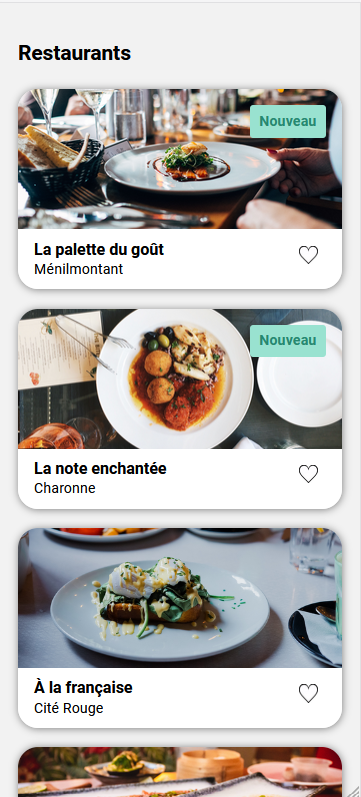 Restaurants
Nouveau
La palette du goût
Ménilmontant
Nouveau
La note enchantée
Charonne
À la française
Cité Rouge